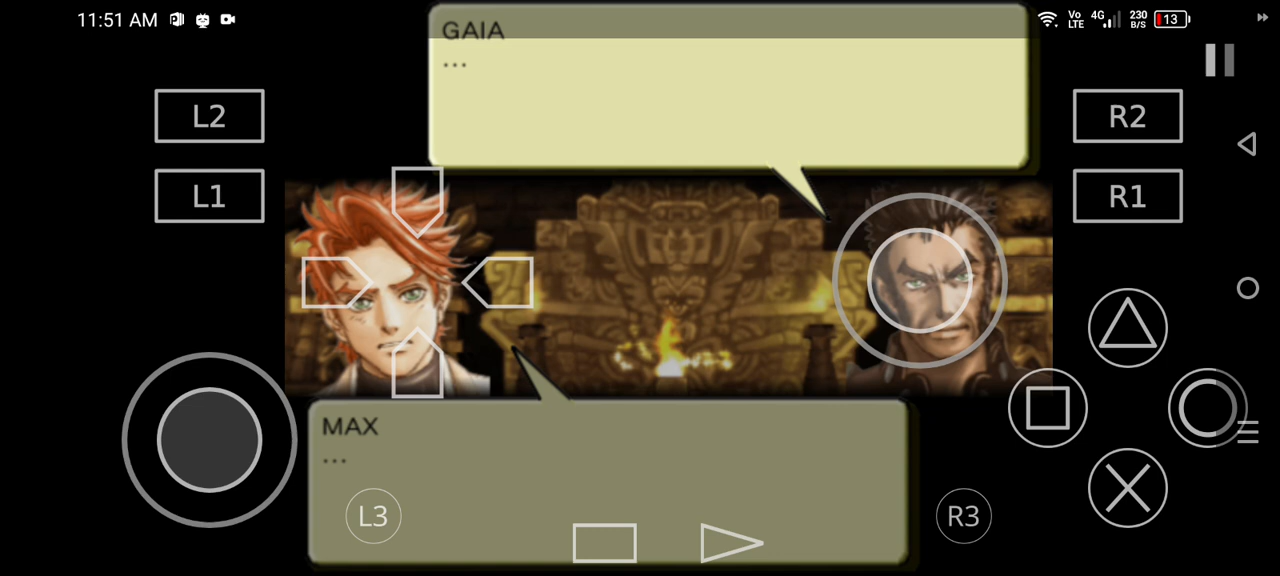 11:51 AM
Vo LTE 4G 230 B/S 13
GAIA
...
L2
R2
L1
R1
MAX
...
L3
R3